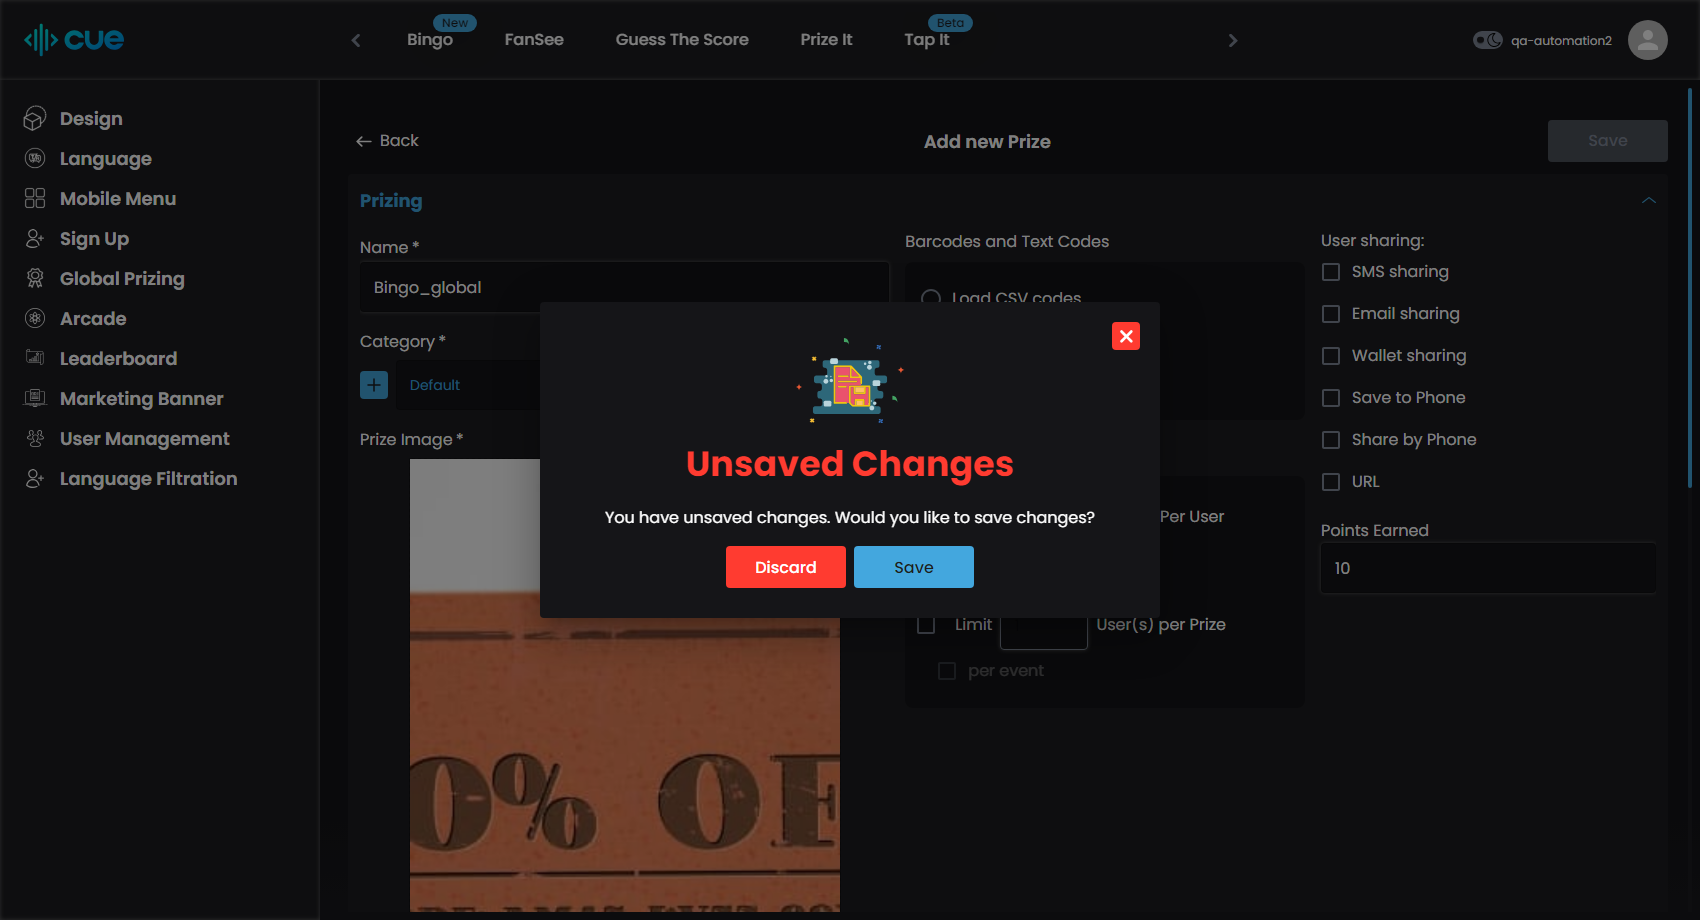 cue
New
Bingo
FanSee
Guess The Score
Prize It
Beta
Tap It
qa-automation2
Design
Language
Mobile Menu
Sign Up
Global Prizing
Arcade
Leaderboard
Marketing Banner
User Management
Language Filtration
Back
Add new Prize
Save
Prizing
Name *
Bingo_global
Category *
Default
Prize Image *
0% OF
Barcodes and Text Codes
Load CSV codes
Per User
Limit
User(s) per Prize
per event
User sharing:
SMS sharing
Email sharing
Wallet sharing
Save to Phone
Share by Phone
URL
Points Earned
10
Unsaved Changes
You have unsaved changes. Would you like to save changes?
Discard
Save